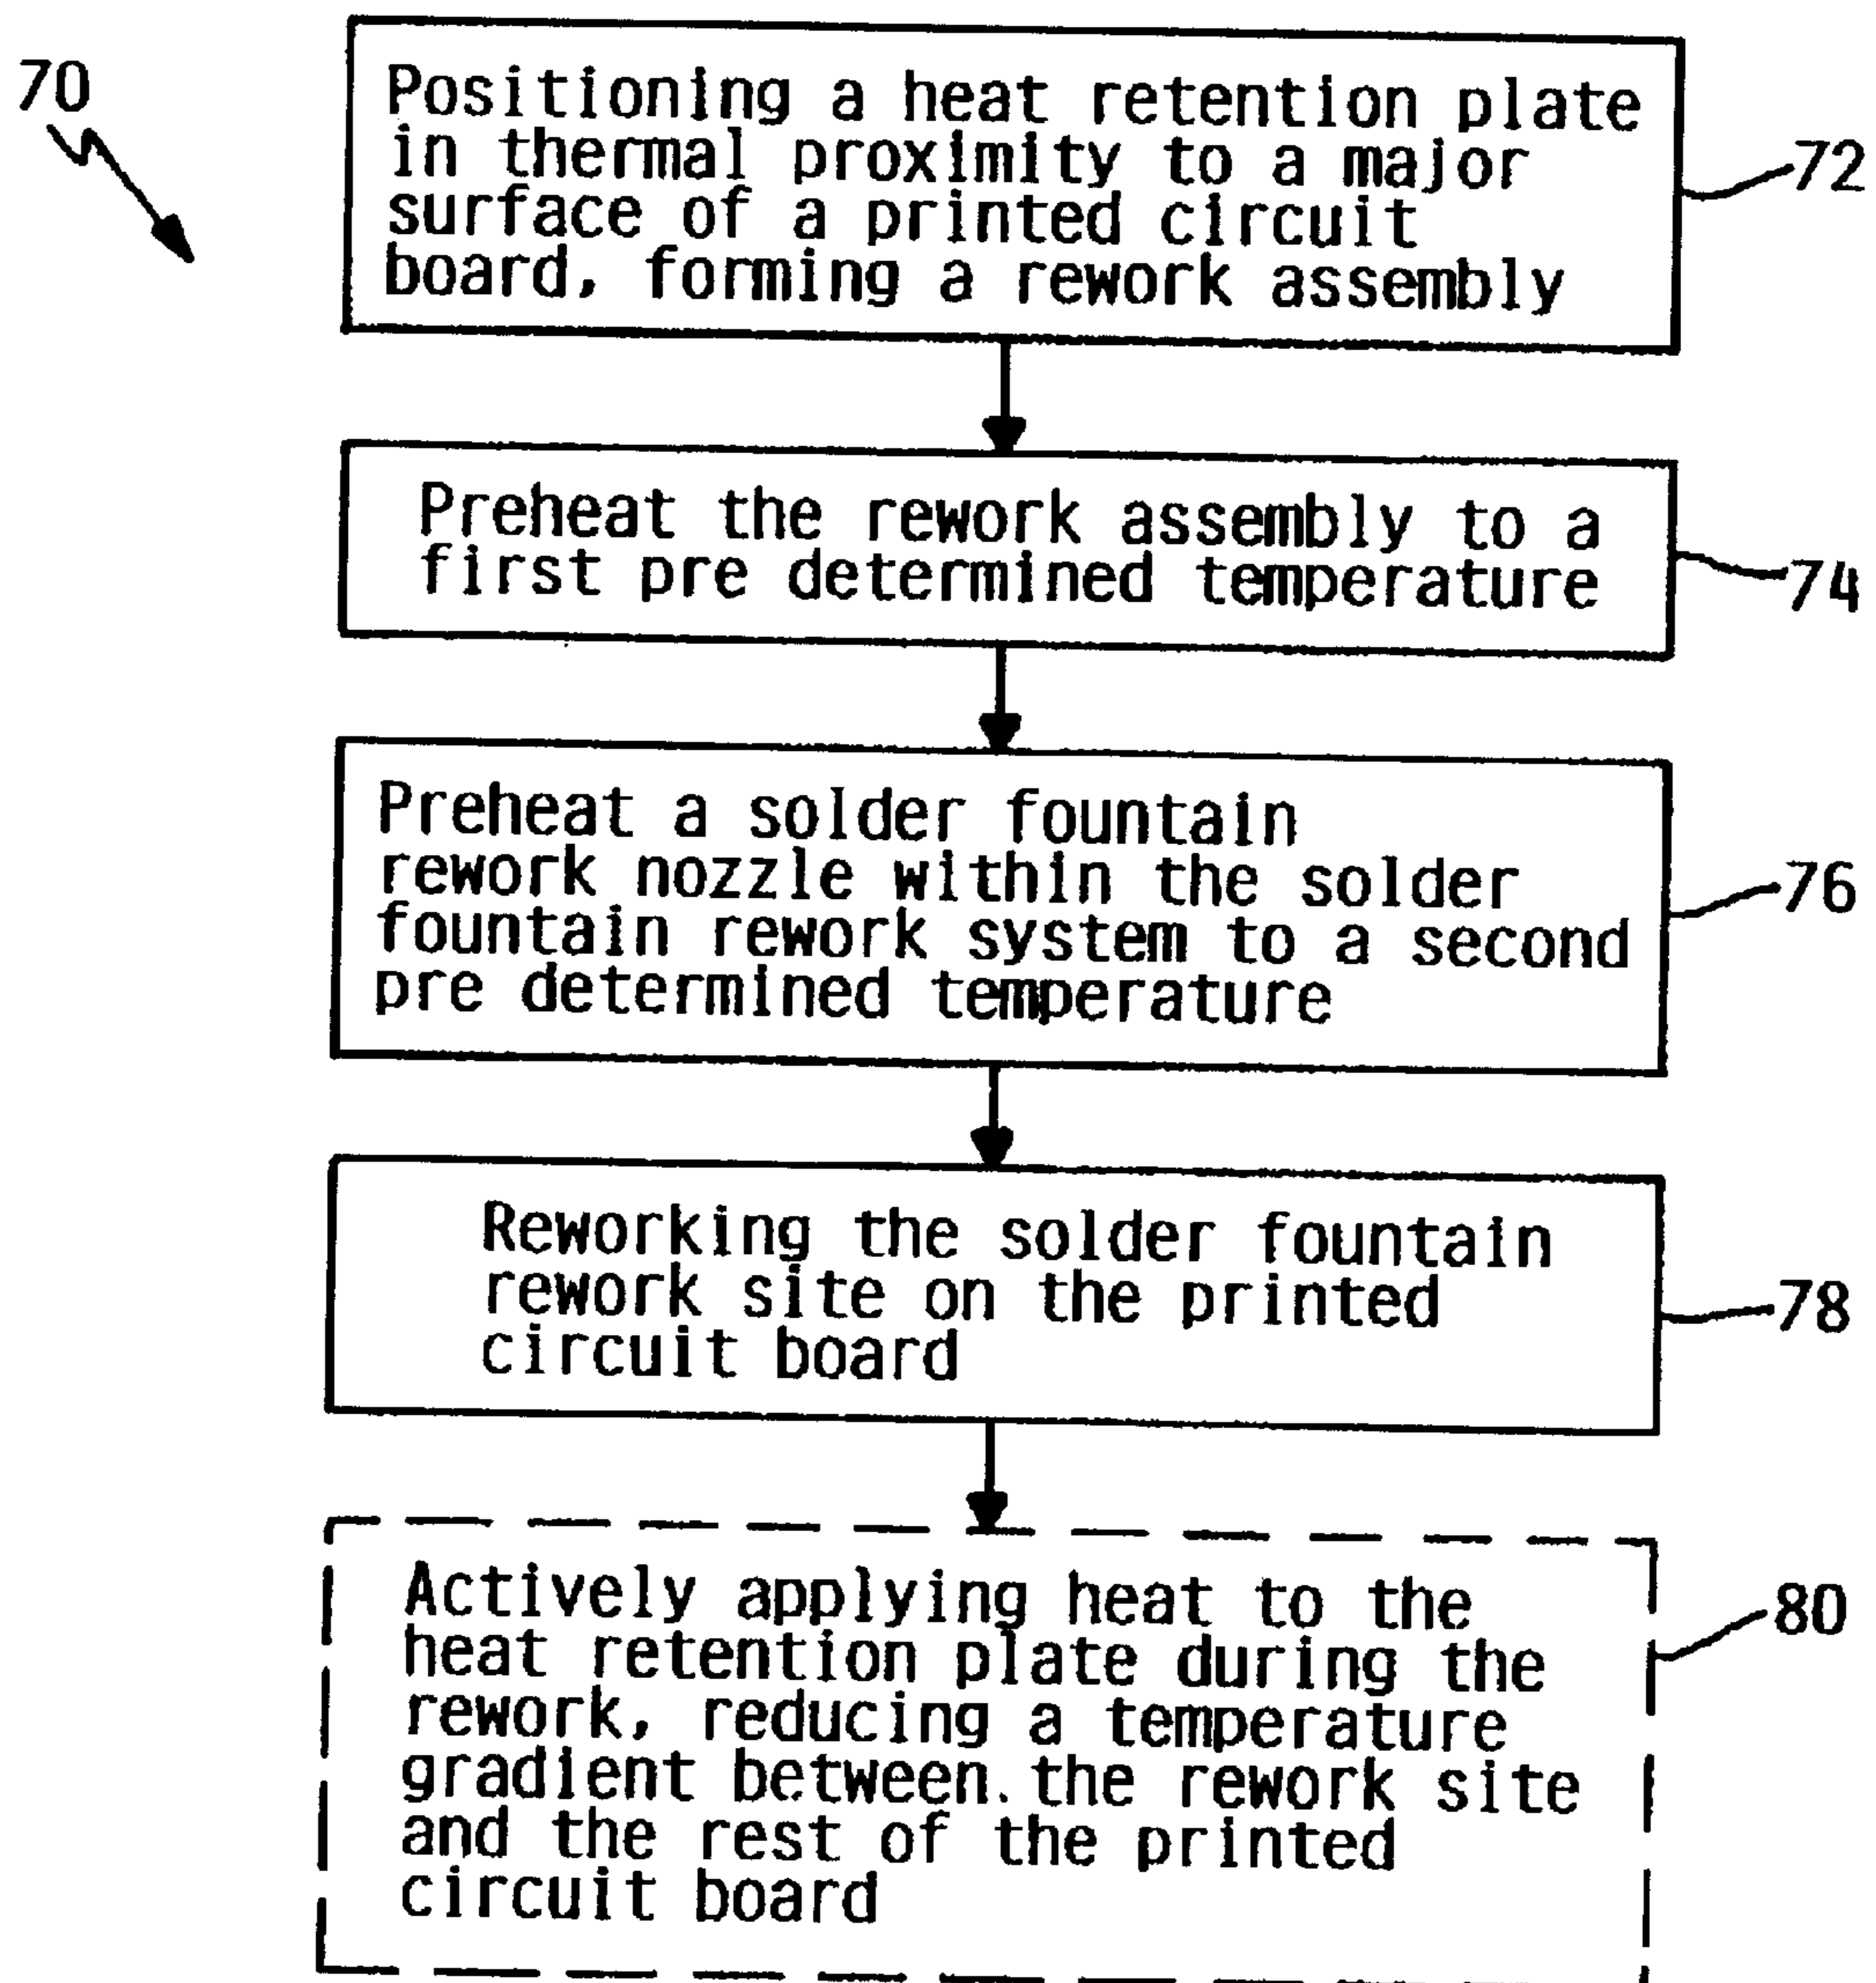 70
Positioning a heat retention plate
in thermal proximity to a major
surface of a printed circuit
board, forming a rework assembly
72
Preheat the rework assembly to a
first pre determined temperature
74
Preheat a solder fountain
rework nozzle within the solder
fountain rework system to a second
pre determined temperature
76
Reworking the solder fountain
rework site on the printed
circuit board
78
Actively applying heat to the
heat retention plate during the
rework, reducing a temperature
gradient between the rework site
and the rest of the printed
circuit board
80